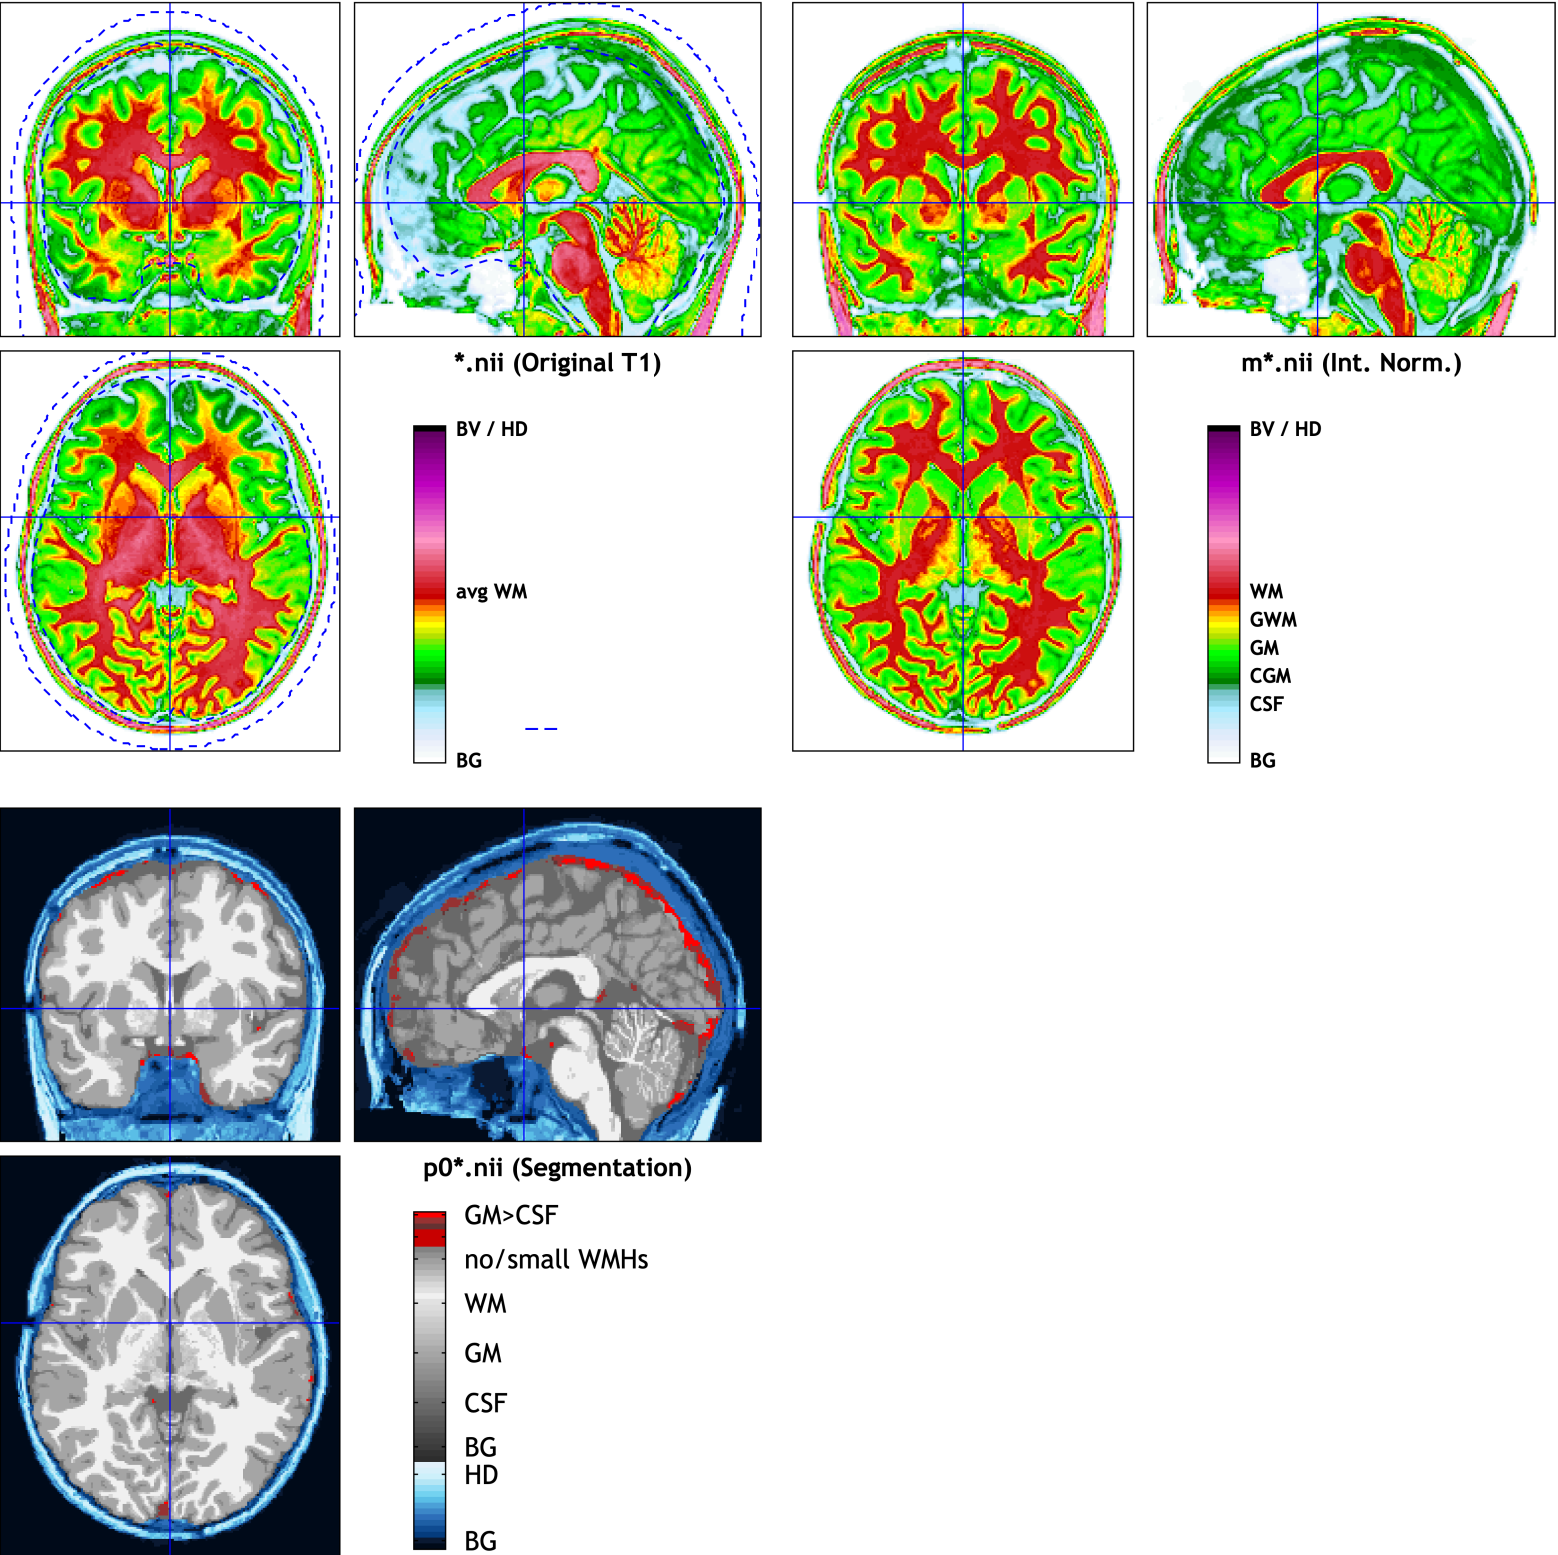 *.nii (Original T1)
BV / HD
avg WM
BG
m*.nii (Int. Norm.)
BV / HD
WM
GWM
GM
CGM
CSF
BG
p0*.nii (Segmentation)
GM>CSF
no/small WMHs
WM
GM
CSF
BG
HD
BG